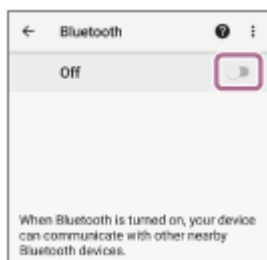 Bluetooth
Off
When Bluetooth is turned on, your device
can communicate with other nearby
Bluetooth devices.